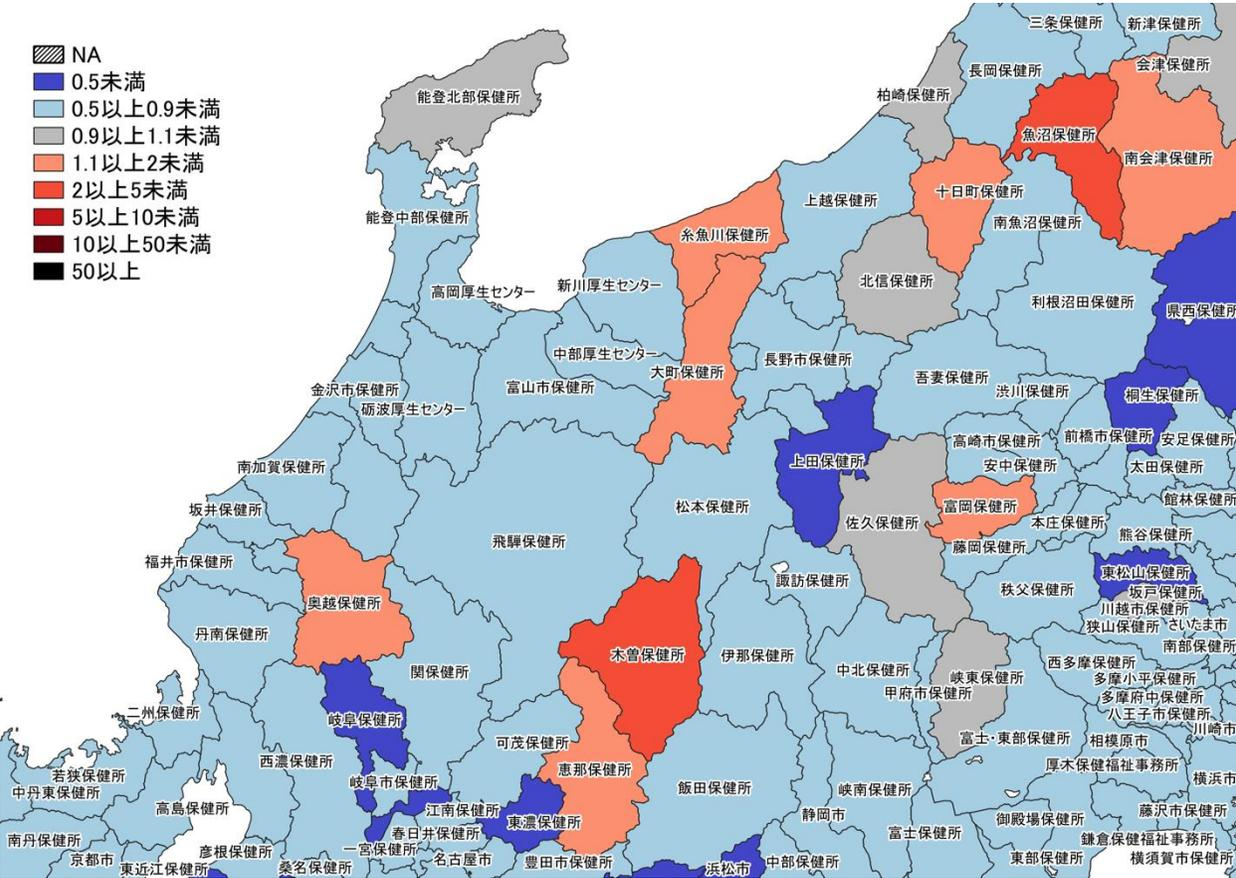 NA
0.5未満
0.5以上0.9未満
0.9以上1.1未満
1.1以上2未満
2以上5未満
5以上10未満
10以上50未満
50以上
三条保健所
新津保健所
会津保健所
長岡保健所
柏崎保健所
能登北部保健所
魚沼保健所
南会津保健所
十日町保健所
上越保健所
能登中部保健所
南魚沼保健所
糸魚川保健所
北信保健所
新川厚生センター
高岡厚生センター
利根沼田保健所
県西保健所
中部厚生センター
長野市保健所
大町保健所
吾妻保健所
富山市保健所
金沢市保健所
渋川保健所
桐生保健所
砺波厚生センター
前橋市保健所
安足保健所
高崎市保健所
上田保健所
安中保健所
太田保健所
南加賀保健所
館林保健所
松本保健所
富岡保健所
坂井保健所
佐久保健所
本庄保健所
熊谷保健所
飛騨保健所
藤岡保健所
福井市保健所
東松山保健所
諏訪保健所
秩父保健所
坂戸保健所
奥越保健所
川越市保健所
狭山保健所
さいたま市
丹南保健所
南部保健所
木曽保健所
伊那保健所
西多摩保健所
関保健所
中北保健所
峡東保健所
多摩小平保健所
甲府市保健所
多摩府中保健所
二州保健所
岐阜保健所
八王子市保健所
川崎市
可茂保健所
富士・東部保健所
相模原市
西濃保健所
恵那保健所
厚木保健福祉事務所
若狭保健所
岐阜市保健所
横浜市
中丹東保健所
飯田保健所
峡南保健所
高島保健所
江南保健所
静岡市
藤沢市保健所
東濃保健所
御殿場保健所
春日井保健所
富士保健所
南丹保健所
鎌倉保健福祉事務所
一宮保健所
彦根保健所
京都市
名古屋市
豊田市保健所
中部保健所
東部保健所
横須賀市保健所
東近江保健所
桑名保健所
浜松市